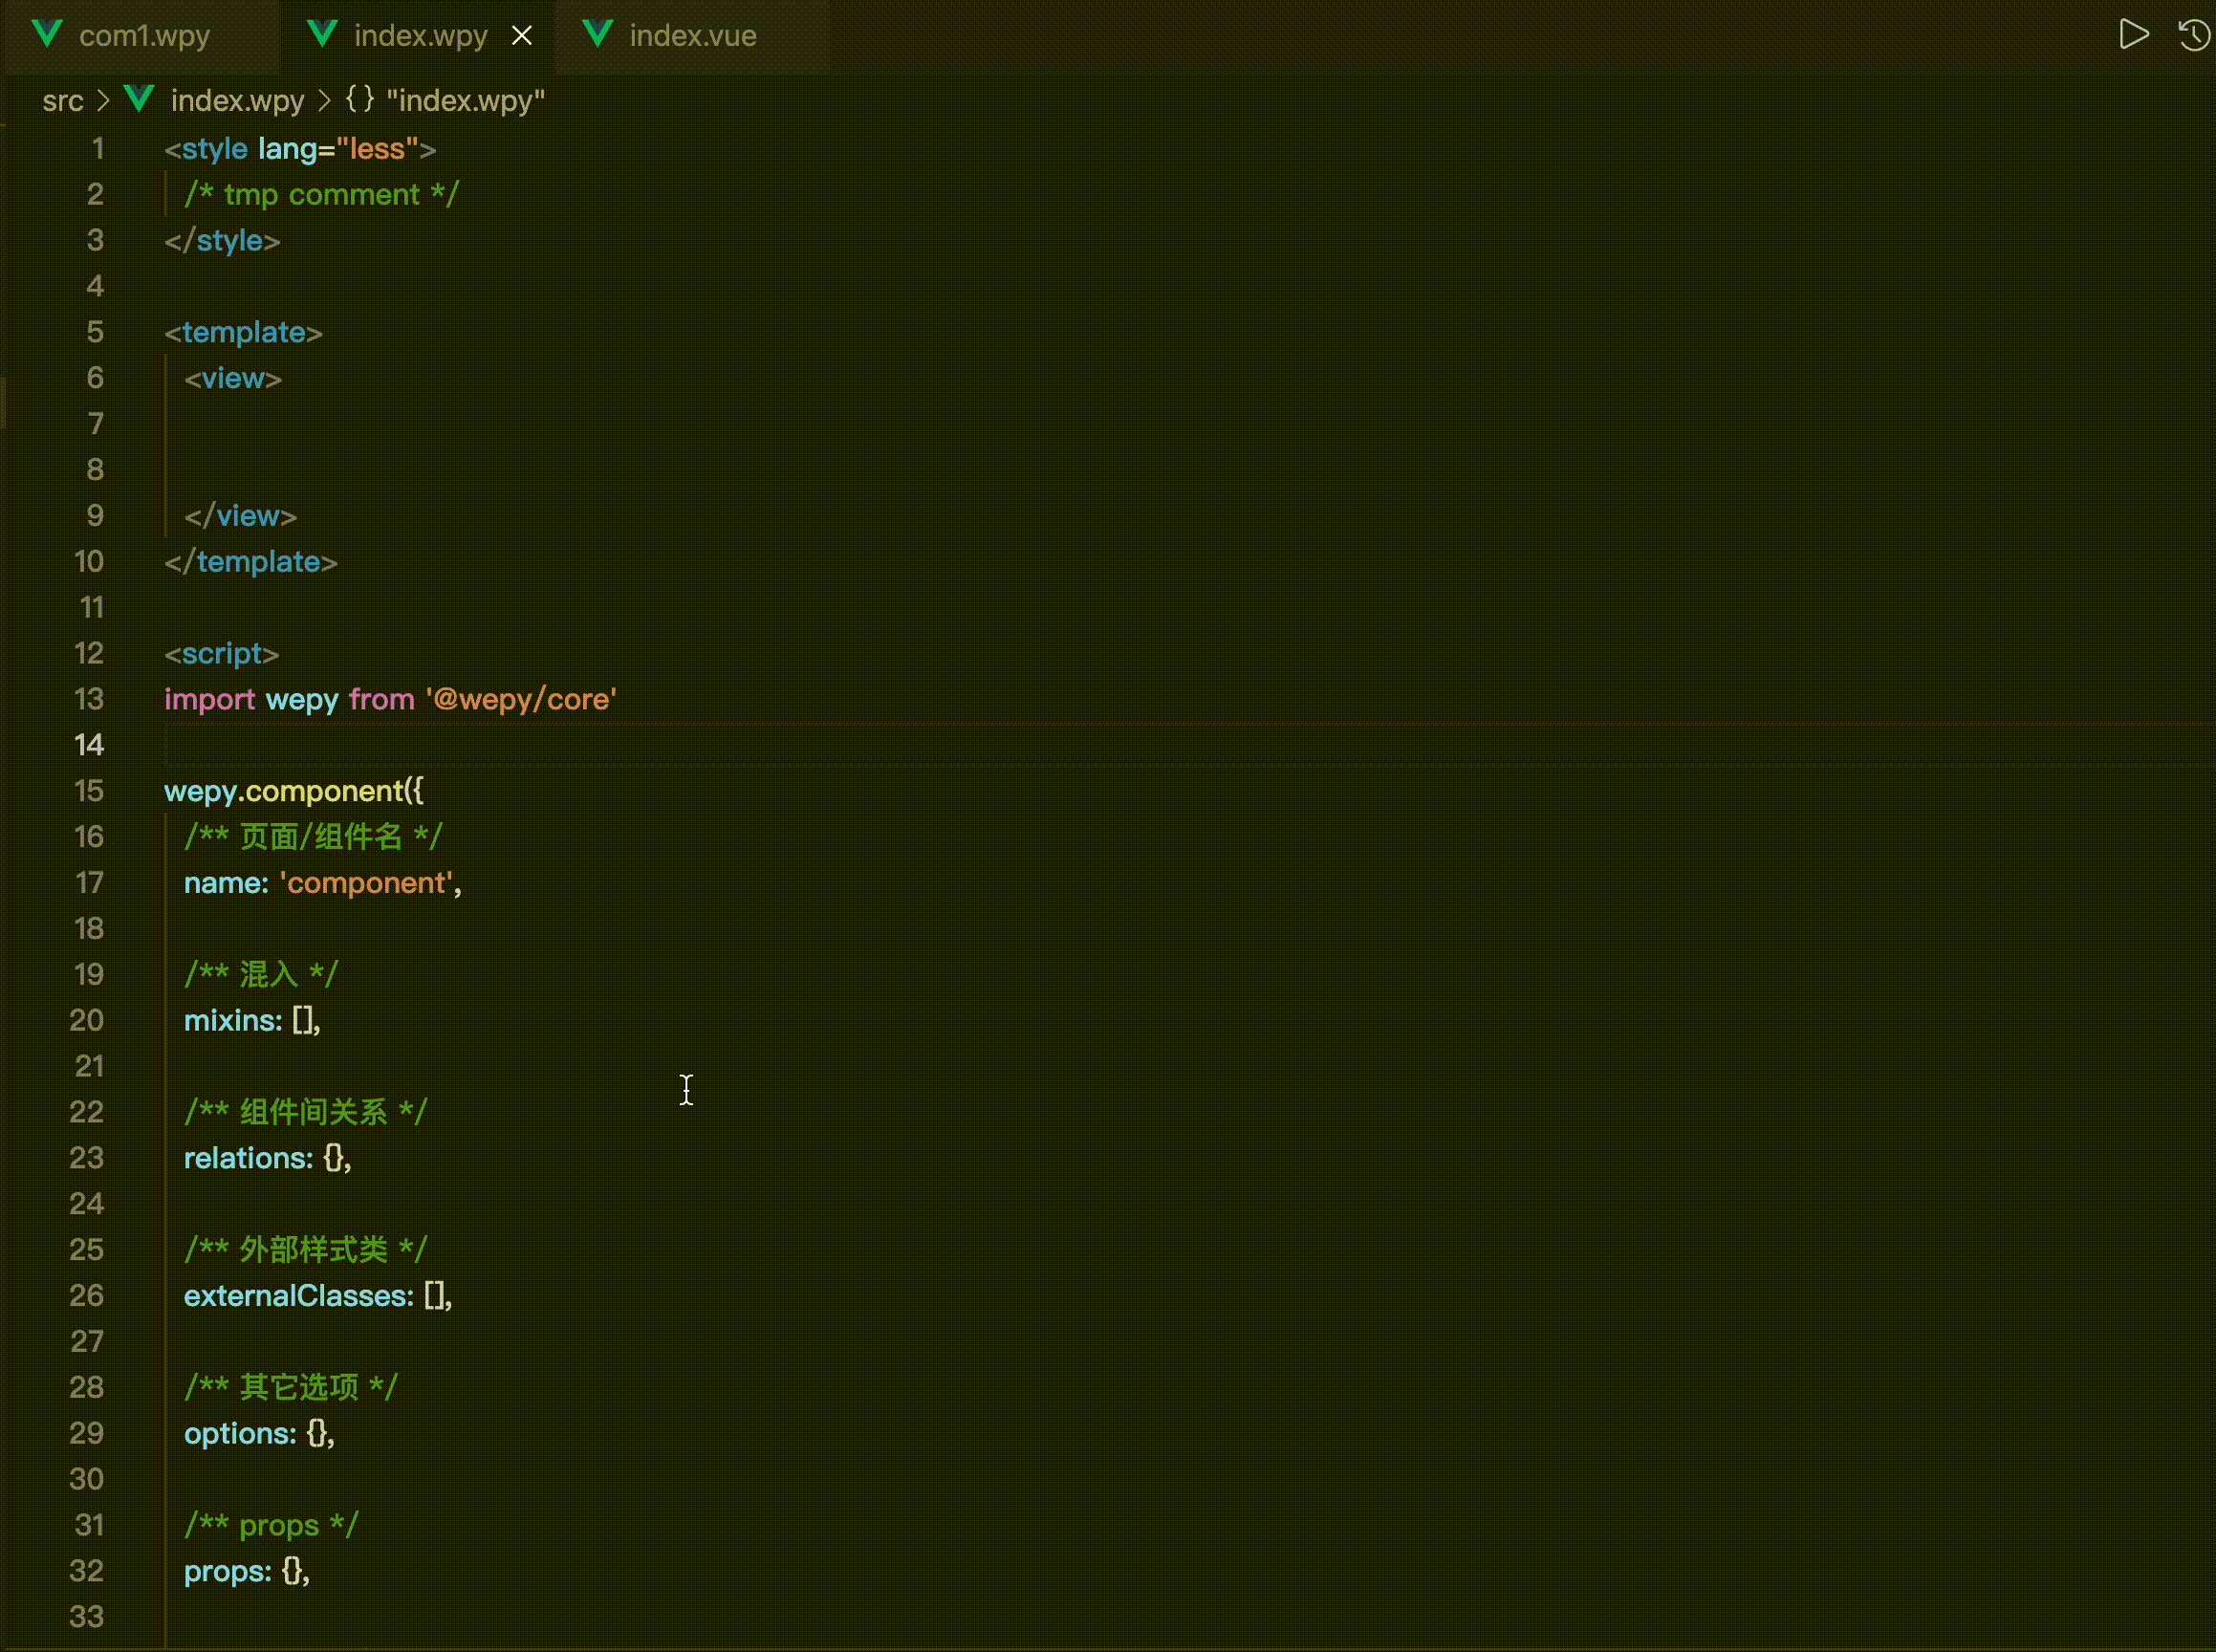 com1.wpy index.wpy index.vue
src > index.wpy > {} "index.wpy"
1 <style lang="less">
2 /* tmp comment */
3 </style>
4
5 <template>
6 <view>
7
8
9 </view>
10 </template>
11
12 <script>
13 import wepy from '@wepy/core'
14
15 wepy.component({
16 /** 页面/组件名 */
17 name: 'component',
18
19 /** 混入 */
20 mixins: [],
21
22 /** 组件间关系 */
23 relations: {},
24
25 /** 外部样式类 */
26 externalClasses: [],
27
28 /** 其它选项 */
29 options: {},
30
31 /** props */
32 props: {},
33